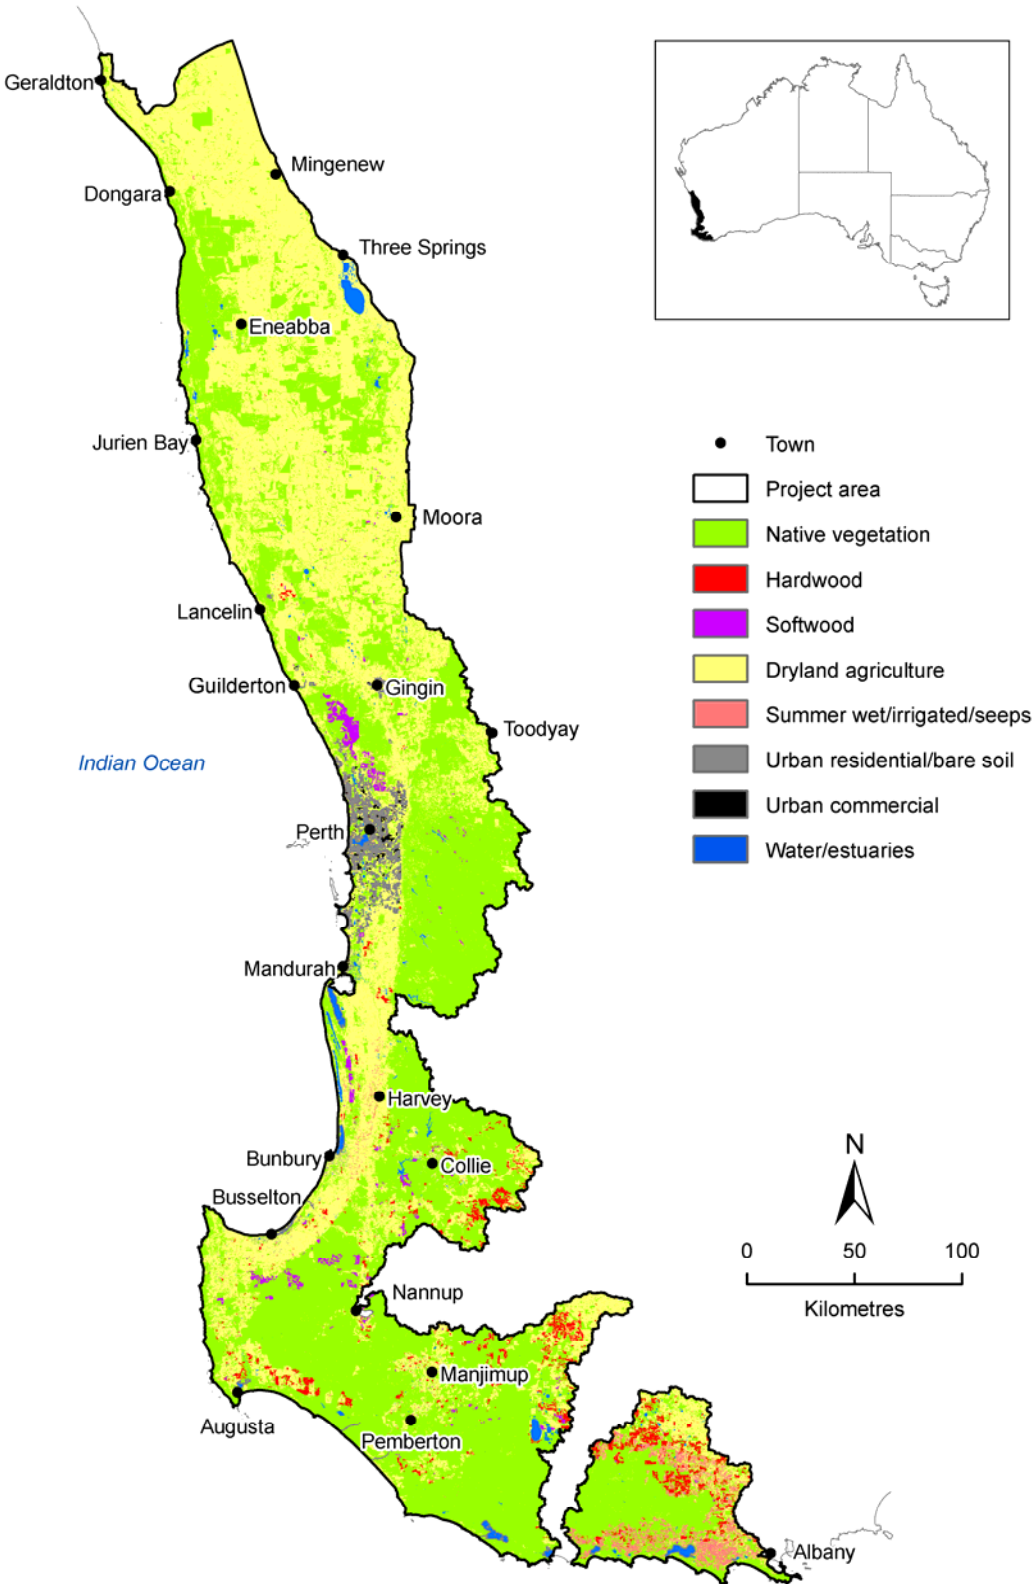 Geraldton
Mingenew
Dongara
Three Springs
Eneabba
Jurien Bay
Moora
Lancelin
Guilderton
Gingin
Toodyay
Indian Ocean
Perth
Mandurah
Harvey
Bunbury
Collie
Busselton
Nannup
Manjimup
Augusta
Pemberton
Albany
Town
Project area
Native vegetation
Hardwood
Softwood
Dryland agriculture
Summer wet/irrigated/seeps
Urban residential/bare soil
Urban commercial
Water/estuaries
N
0 50 100
Kilometres